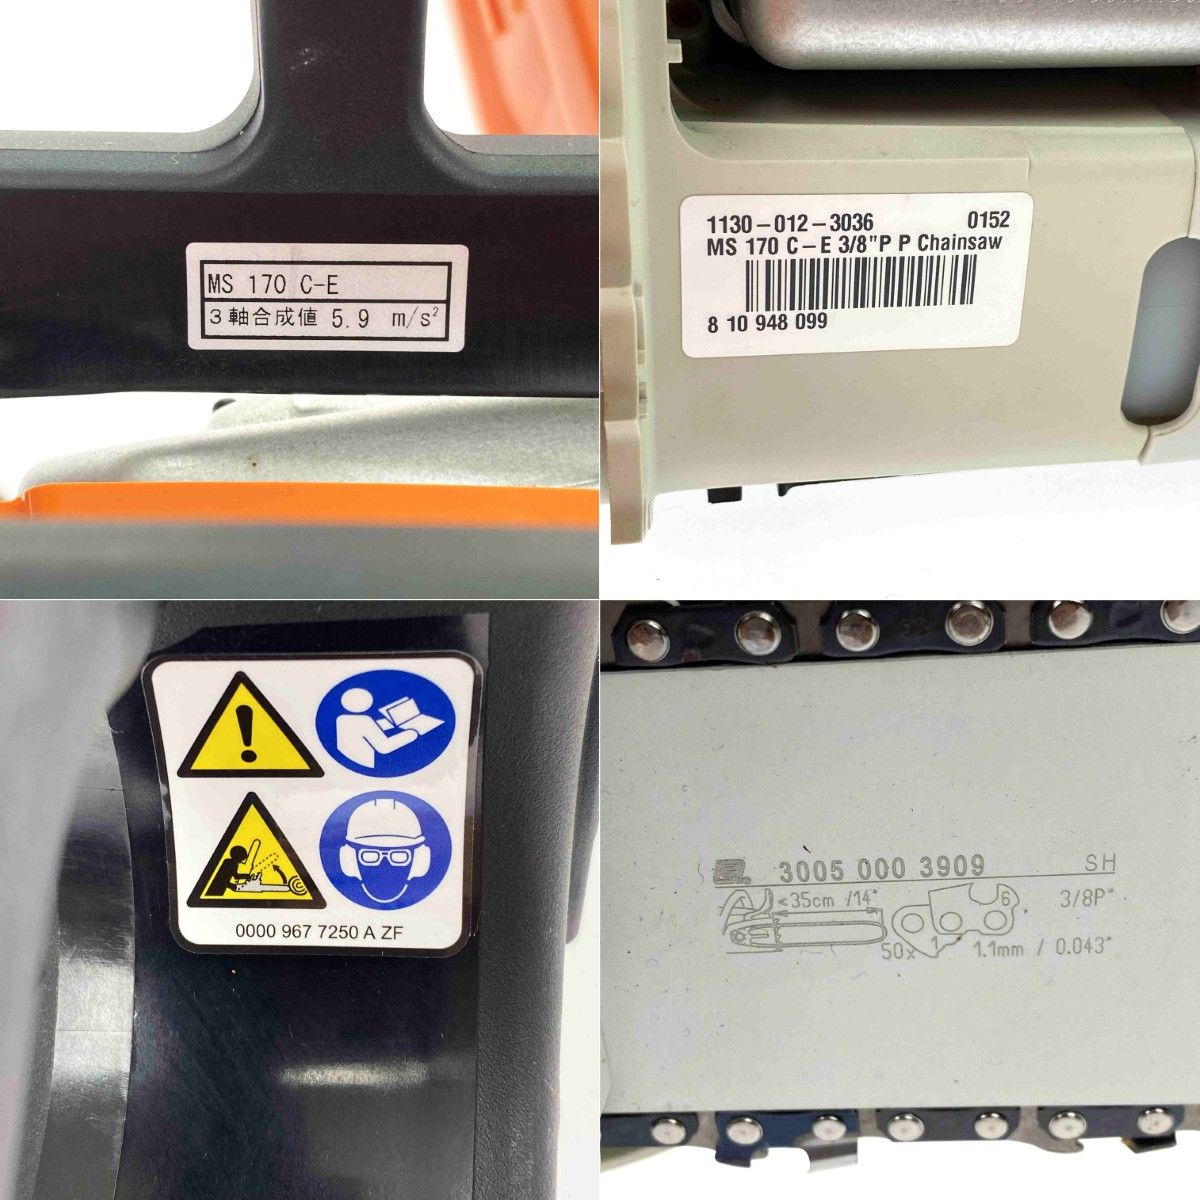 MS 170 C-E
3軸合成値 5.9 m/s²
1130-012-3036 0152
MS 170 C-E 3/8"P P Chainsaw
8 10 948 099
0000 967 7250 A ZF
3005 000 3909 SH
≤35cm /14" 6 3/8P"
50x 1 1.1mm / 0.043"